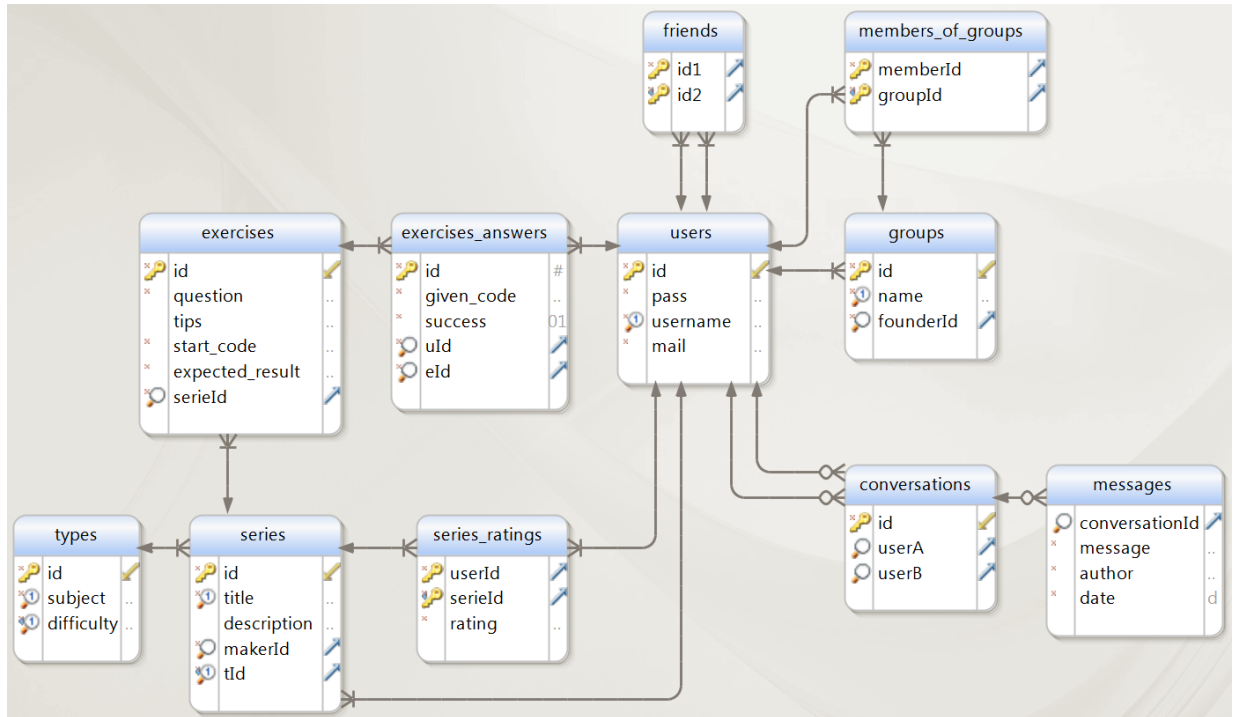 friends
id1
id2
members_of_groups
memberId
groupId
exercises
id
question ..
tips ..
start_code ..
expected_result ..
serieId
exercises_answers
id #
given_code ..
success 01
uId
eId
users
id
pass ..
username ..
mail ..
groups
id
name ..
founderId
types
id
subject ..
difficulty ..
series
id
title ..
description ..
makerId
tId
series_ratings
userId
serieId
rating ..
conversations
id
userA
userB
messages
conversationId
message ..
author ..
date d